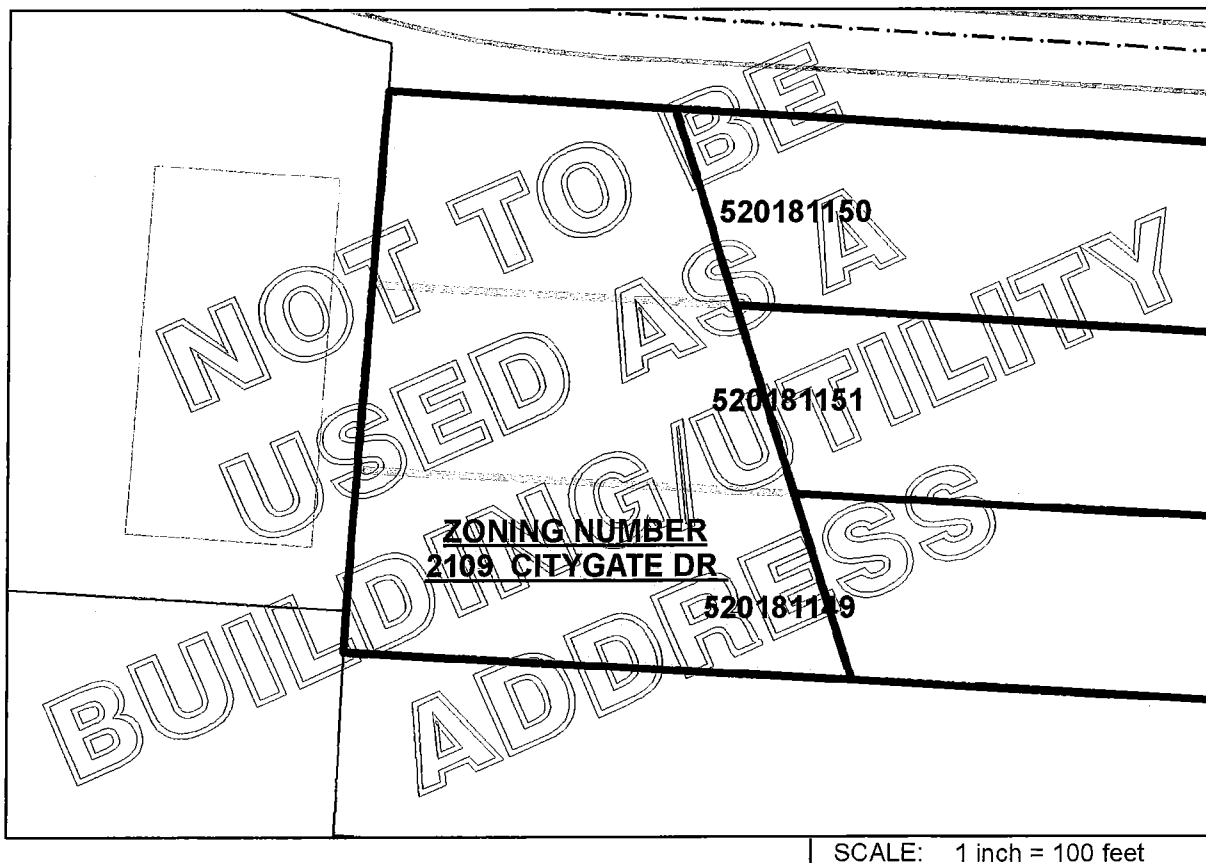 NOT TO BE
USED AS A
BUILDING/UTILITY
ADDRESS
520181150
520181151
ZONING NUMBER
2109 CITYGATE DR
520181149
SCALE: 1 inch = 100 feet